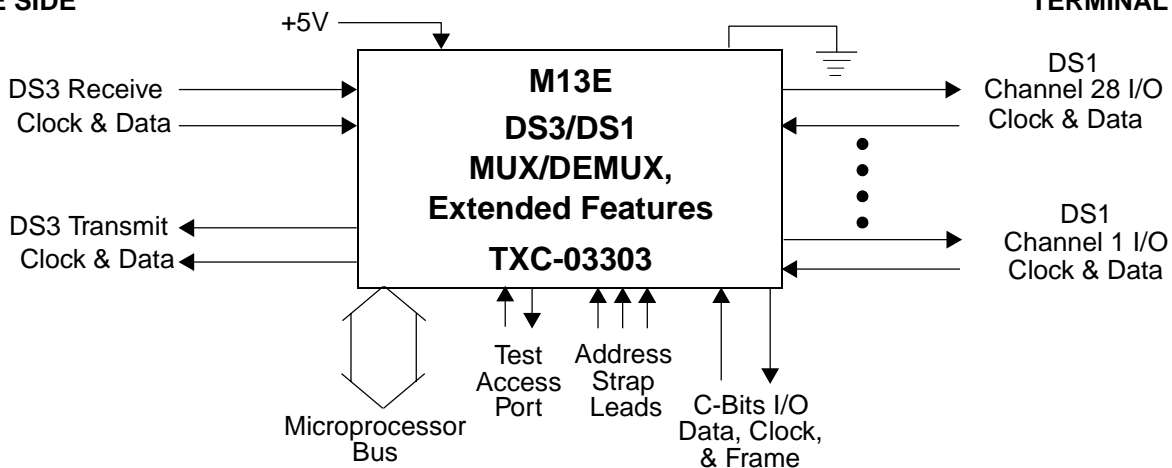 E SIDE
TERMINAL
+5V
M13E
DS3/DS1
MUX/DEMUX,
Extended Features
TXC-03303
DS3 Receive
Clock & Data
DS3 Transmit
Clock & Data
DS1
Channel 28 I/O
Clock & Data
DS1
Channel 1 I/O
Clock & Data
Microprocessor
Bus
Test
Access
Port
Address
Strap
Leads
C-Bits I/O
Data, Clock,
& Frame